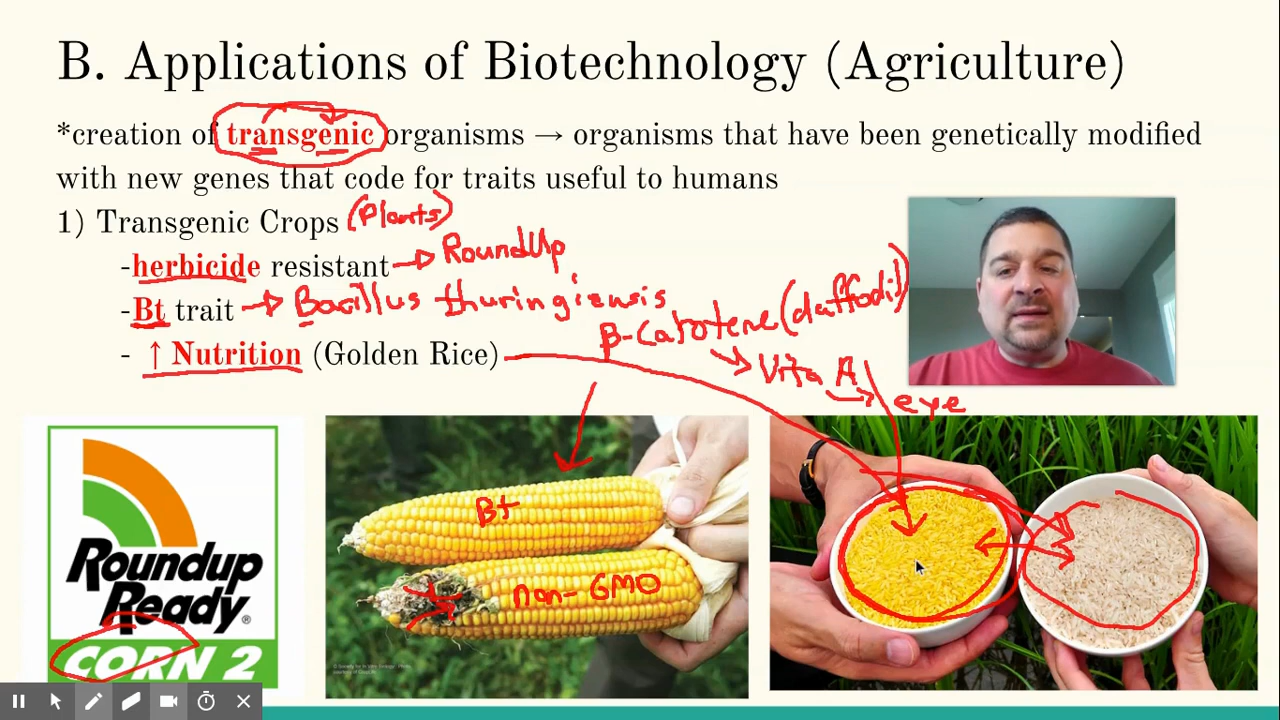 B. Applications of Biotechnology (Agriculture)
*creation of transgenic organisms → organisms that have been genetically modified
with new genes that code for traits useful to humans
1) Transgenic Crops (Plants)
-herbicide resistant → RoundUp
-Bt trait → Bacillus thuringiensis
β-Carotene (daffodil)
- ↑ Nutrition (Golden Rice)
Vita A
eye
Roundup
Ready®
CORN 2
Bt
non-GMO